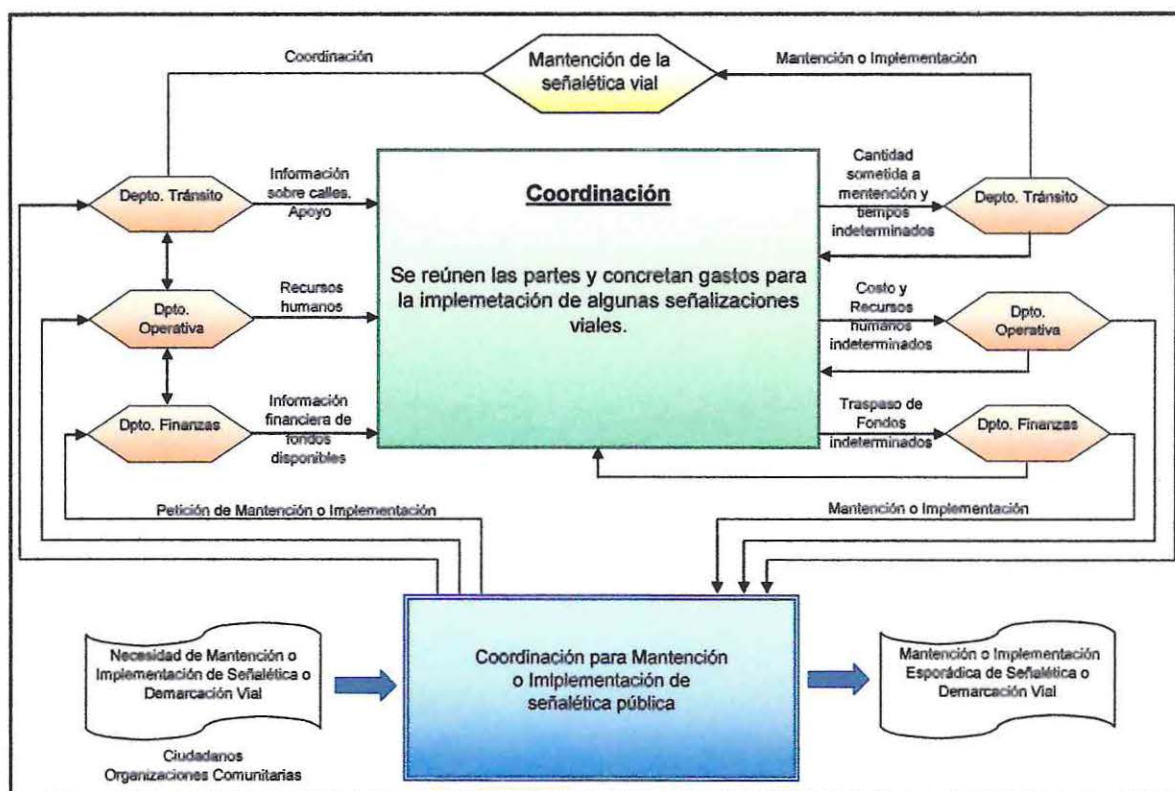 Coordinación
Mantención de la
señalética vial
Mantención o Implementación
Depto. Tránsito
Información
sobre calles.
Apoyo
Coordinación
Cantidad
sometida a
mentención y
tiempos
indeterminados
Depto. Tránsito
Se reúnen las partes y concretan gastos para
la implemetación de algunas señalizaciones
viales.
Dpto.
Operativa
Recursos
humanos
Costo y
Recursos
humanos
indeterminados
Dpto.
Operativa
Dpto. Finanzas
Información
financiera de
fondos
disponibles
Traspaso de
Fondos
indeterminados
Dpto. Finanzas
Petición de Mantención o Implementación
Mantención o Implementación
Necesidad de Mantención o
Implementación de Señalética o
Demarcación Vial
Coordinación para Mantención
o Imlplementación de
señalética pública
Mantención o Implementación
Esporádica de Señalética o
Demarcación Vial
Ciudadanos
Organizaciones Comunitarias